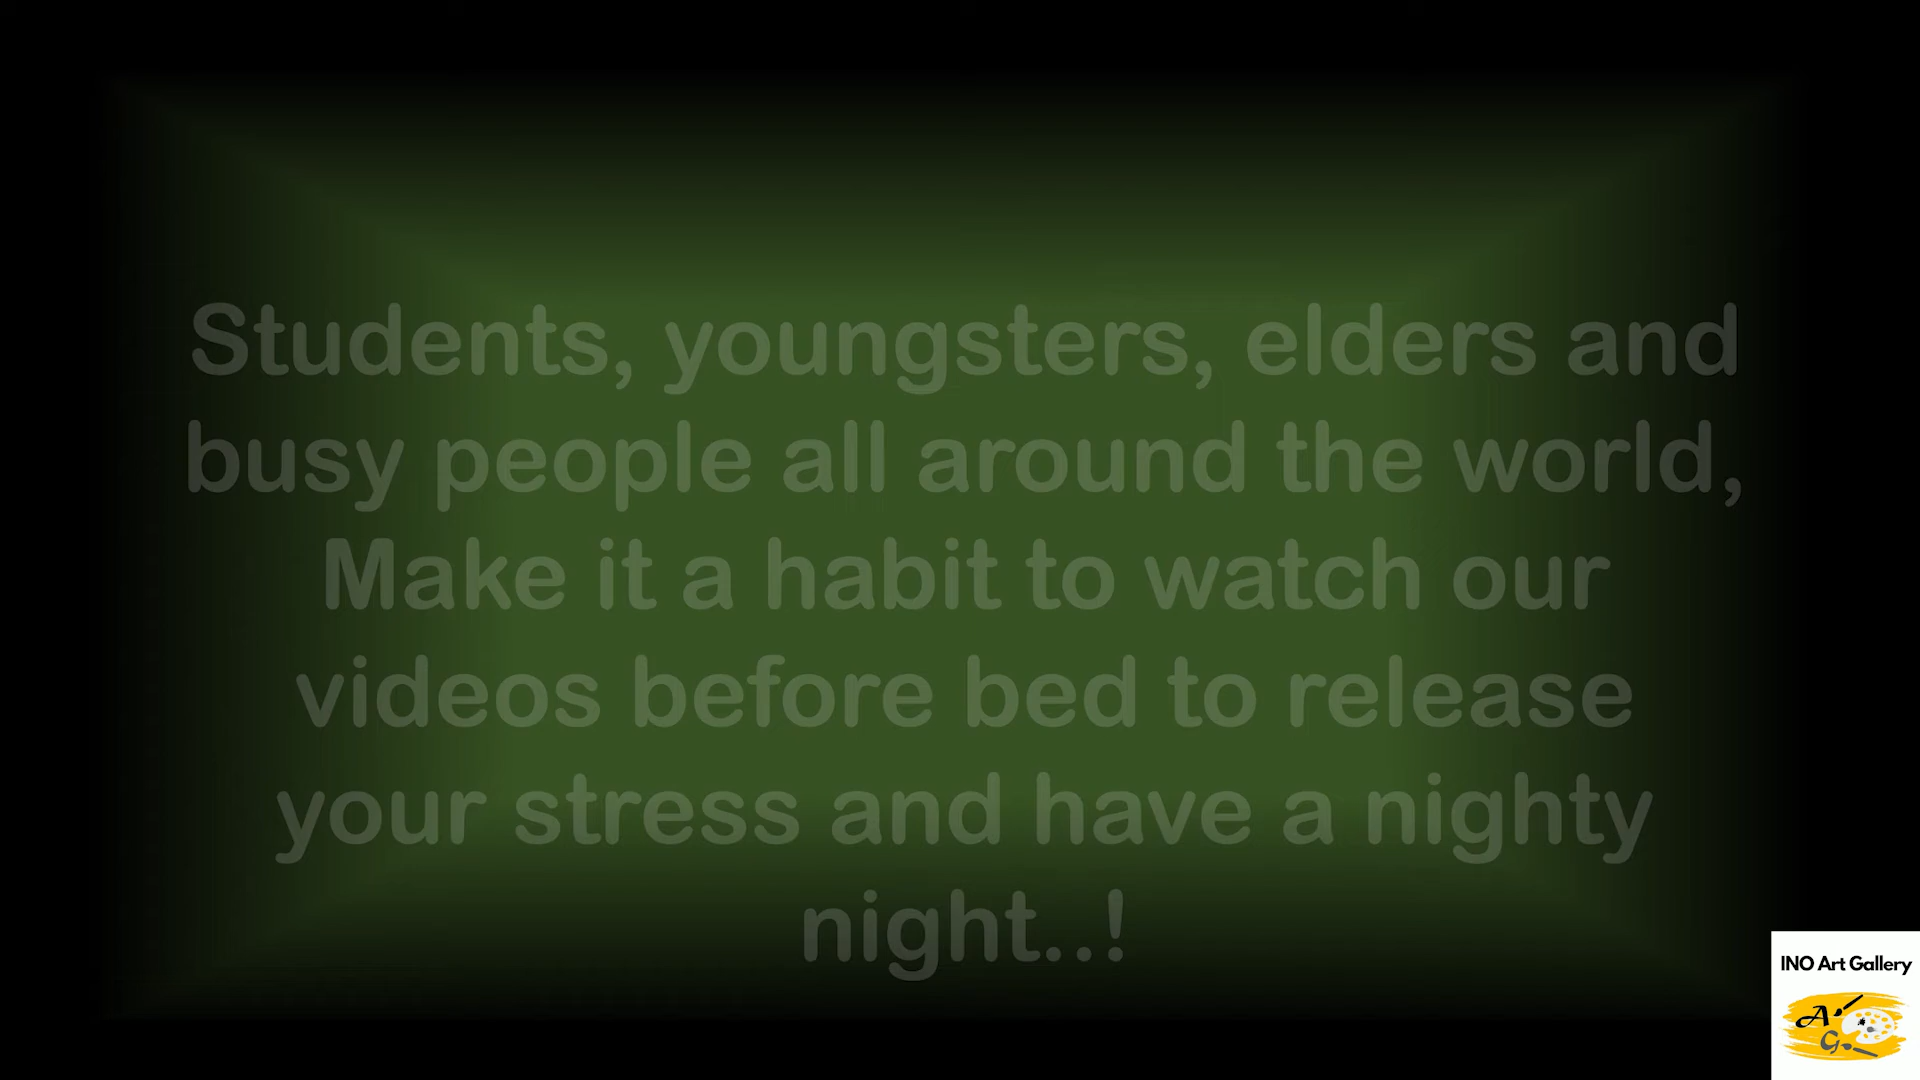 Students, youngsters, elders and
busy people all around the world,
Make it a habit to watch our
videos before bed to release
your stress and have a nighty
night..!
INO Art Gallery
A
G